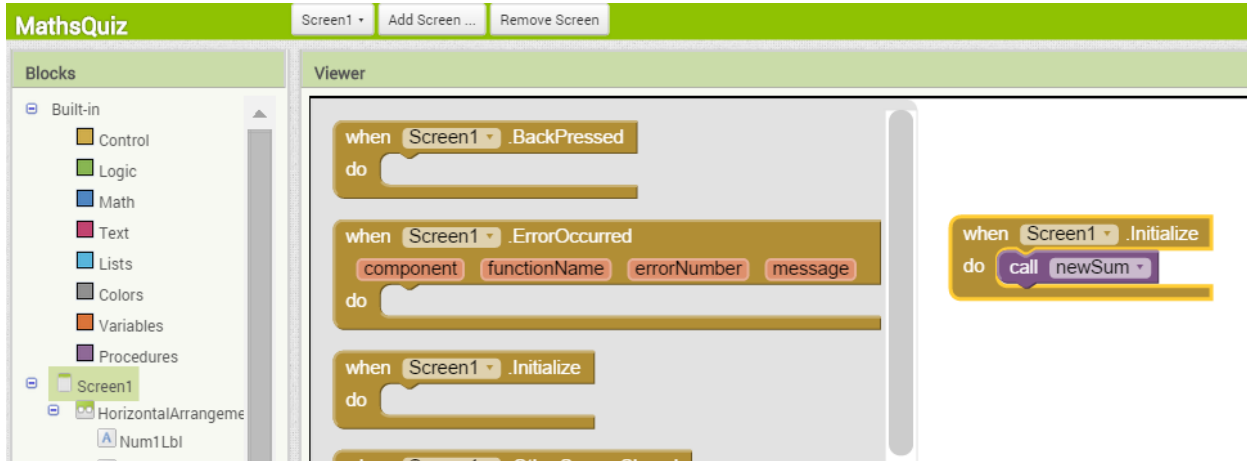 MathsQuiz
Screen1
Add Screen ...
Remove Screen
Blocks
Built-in
Control
Logic
Math
Text
Lists
Colors
Variables
Procedures
Screen1
HorizontalArrangeme
Num1Lbl
Viewer
when Screen1 .BackPressed
do
when Screen1 .ErrorOccurred
component functionName errorNumber message
do
when Screen1 .Initialize
do
when Screen1 .Initialize
do call newSum